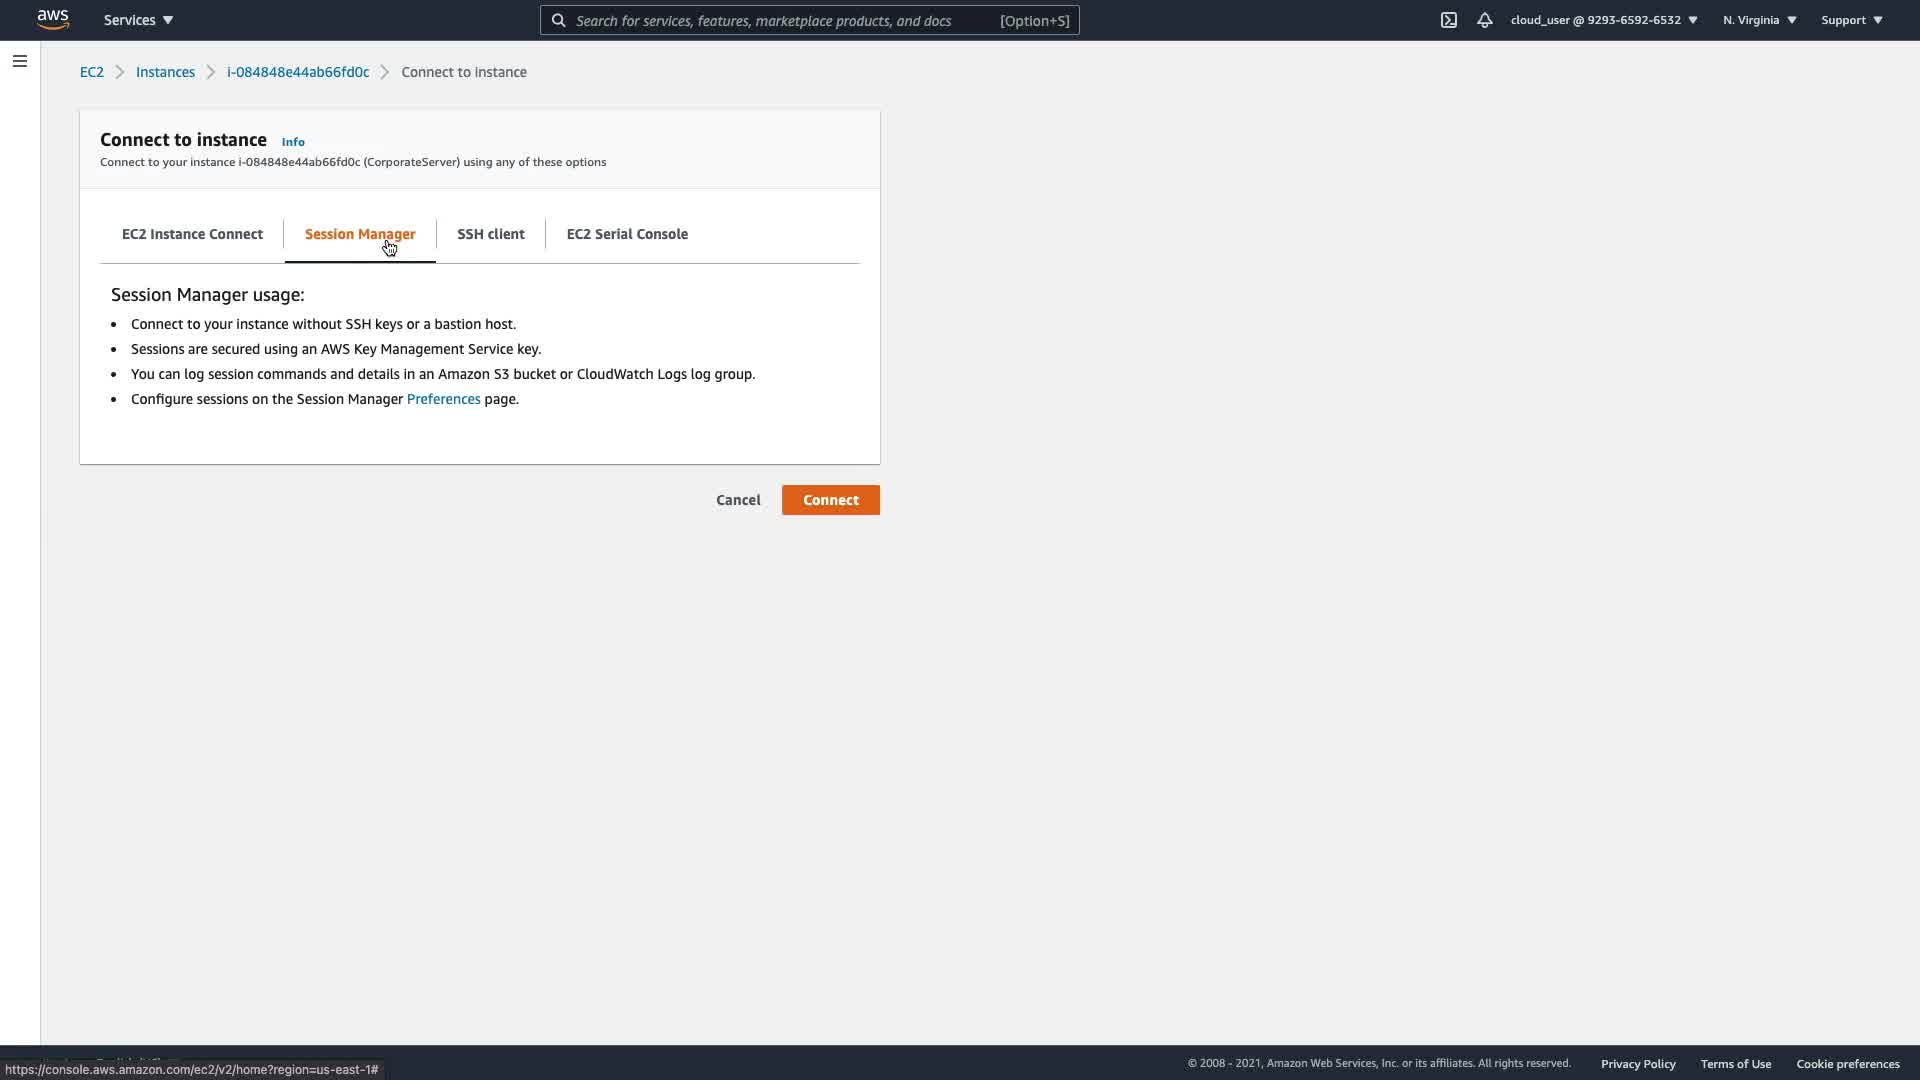 aws
Services
Search for services, features, marketplace products, and docs
[Option+S]
cloud_user @ 9293-6592-6532
N. Virginia
Support
EC2
Instances
i-084848e44ab66fd0c
Connect to instance
Connect to instance
Info
Connect to your instance i-084848e44ab66fd0c (CorporateServer) using any of these options
EC2 Instance Connect
Session Manager
SSH client
EC2 Serial Console
Session Manager usage:
• Connect to your instance without SSH keys or a bastion host.
• Sessions are secured using an AWS Key Management Service key.
• You can log session commands and details in an Amazon S3 bucket or CloudWatch Logs log group.
• Configure sessions on the Session Manager Preferences page.
Cancel
Connect
https://console.aws.amazon.com/ec2/v2/home?region=us-east-1#
© 2008 - 2021, Amazon Web Services, Inc. or its affiliates. All rights reserved.
Privacy Policy
Terms of Use
Cookie preferences